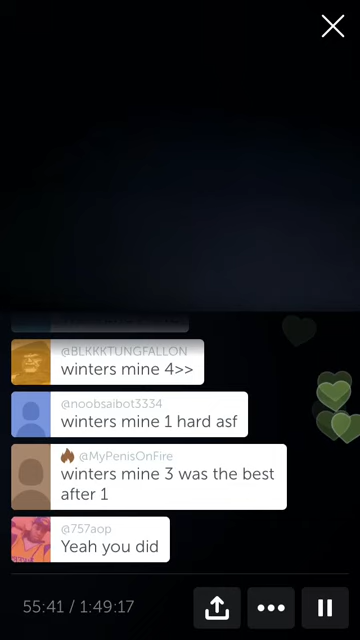 @BLKKKTUNGFALLON
winters mine 4>>
@noobsaibot3334
winters mine 1 hard asf
@MyPenisOnFire
winters mine 3 was the best
after 1
@757aop
Yeah you did
55:41 / 1:49:17